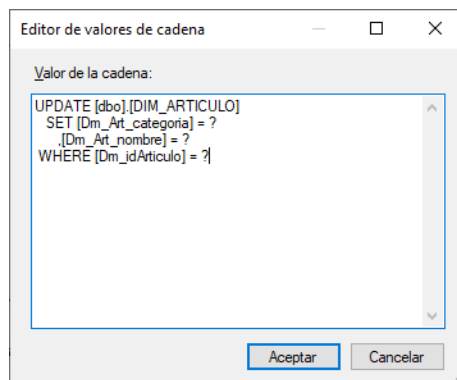 Editor de valores de cadena
Valor de la cadena:
UPDATE [dbo].[DIM_ARTICULO]
SET [Dm_Art_categoria] = ?
,[Dm_Art_nombre] = ?
WHERE [Dm_idArticulo] = ?
Aceptar Cancelar